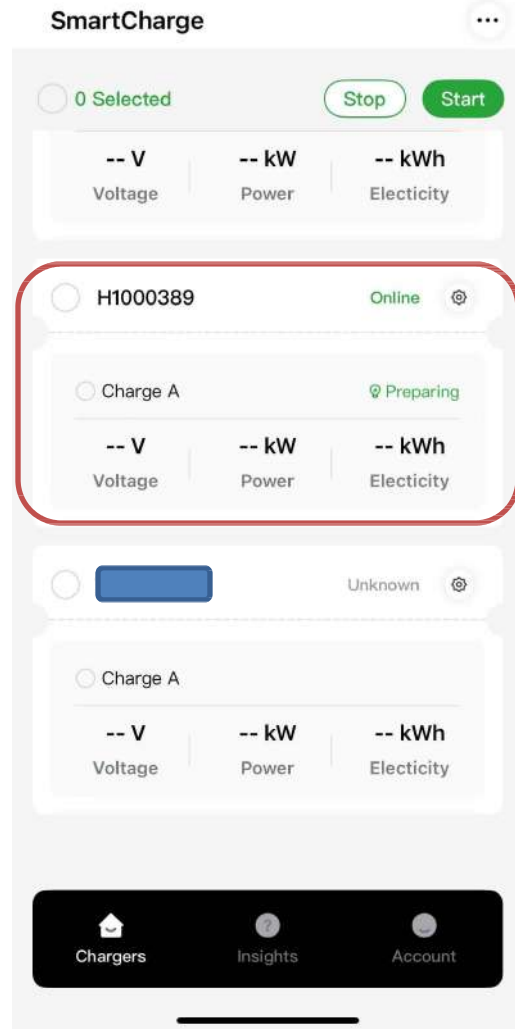 SmartCharge
0 Selected Stop Start
-- V -- kW -- kWh
Voltage Power Electicity
H1000389 Online
Charge A Preparing
-- V -- kW -- kWh
Voltage Power Electicity
Unknown
Charge A
-- V -- kW -- kWh
Voltage Power Electicity
Chargers Insights Account